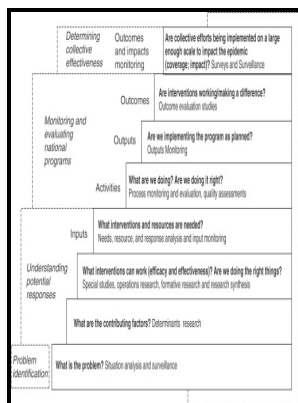 Determining
collective
effectiveness
Outcomes
and impacts
monitoring
Are collective efforts being implemented on a large
enough scale to impact the epidemic
(coverage; impact)? Surveys and Surveillance
Monitoring and
evaluating
national
programs
Outcomes
Are interventions working/making a difference?
Outcome evaluation studies
Outputs
Are we implementing the program as planned?
Outputs Monitoring
Activities
What are we doing? Are we doing it right?
Process monitoring and evaluation, quality assessments
Understanding
potential
responses
Inputs
What interventions and resources are needed?
Needs, resource, and response analysis and input monitoring
What interventions can work (efficacy and effectiveness)? Are we doing the right things?
Special studies, operations research, formative research and research synthesis
What are the contributing factors? Determinants research
Problem
identification
What is the problem? Situation analysis and surveillance